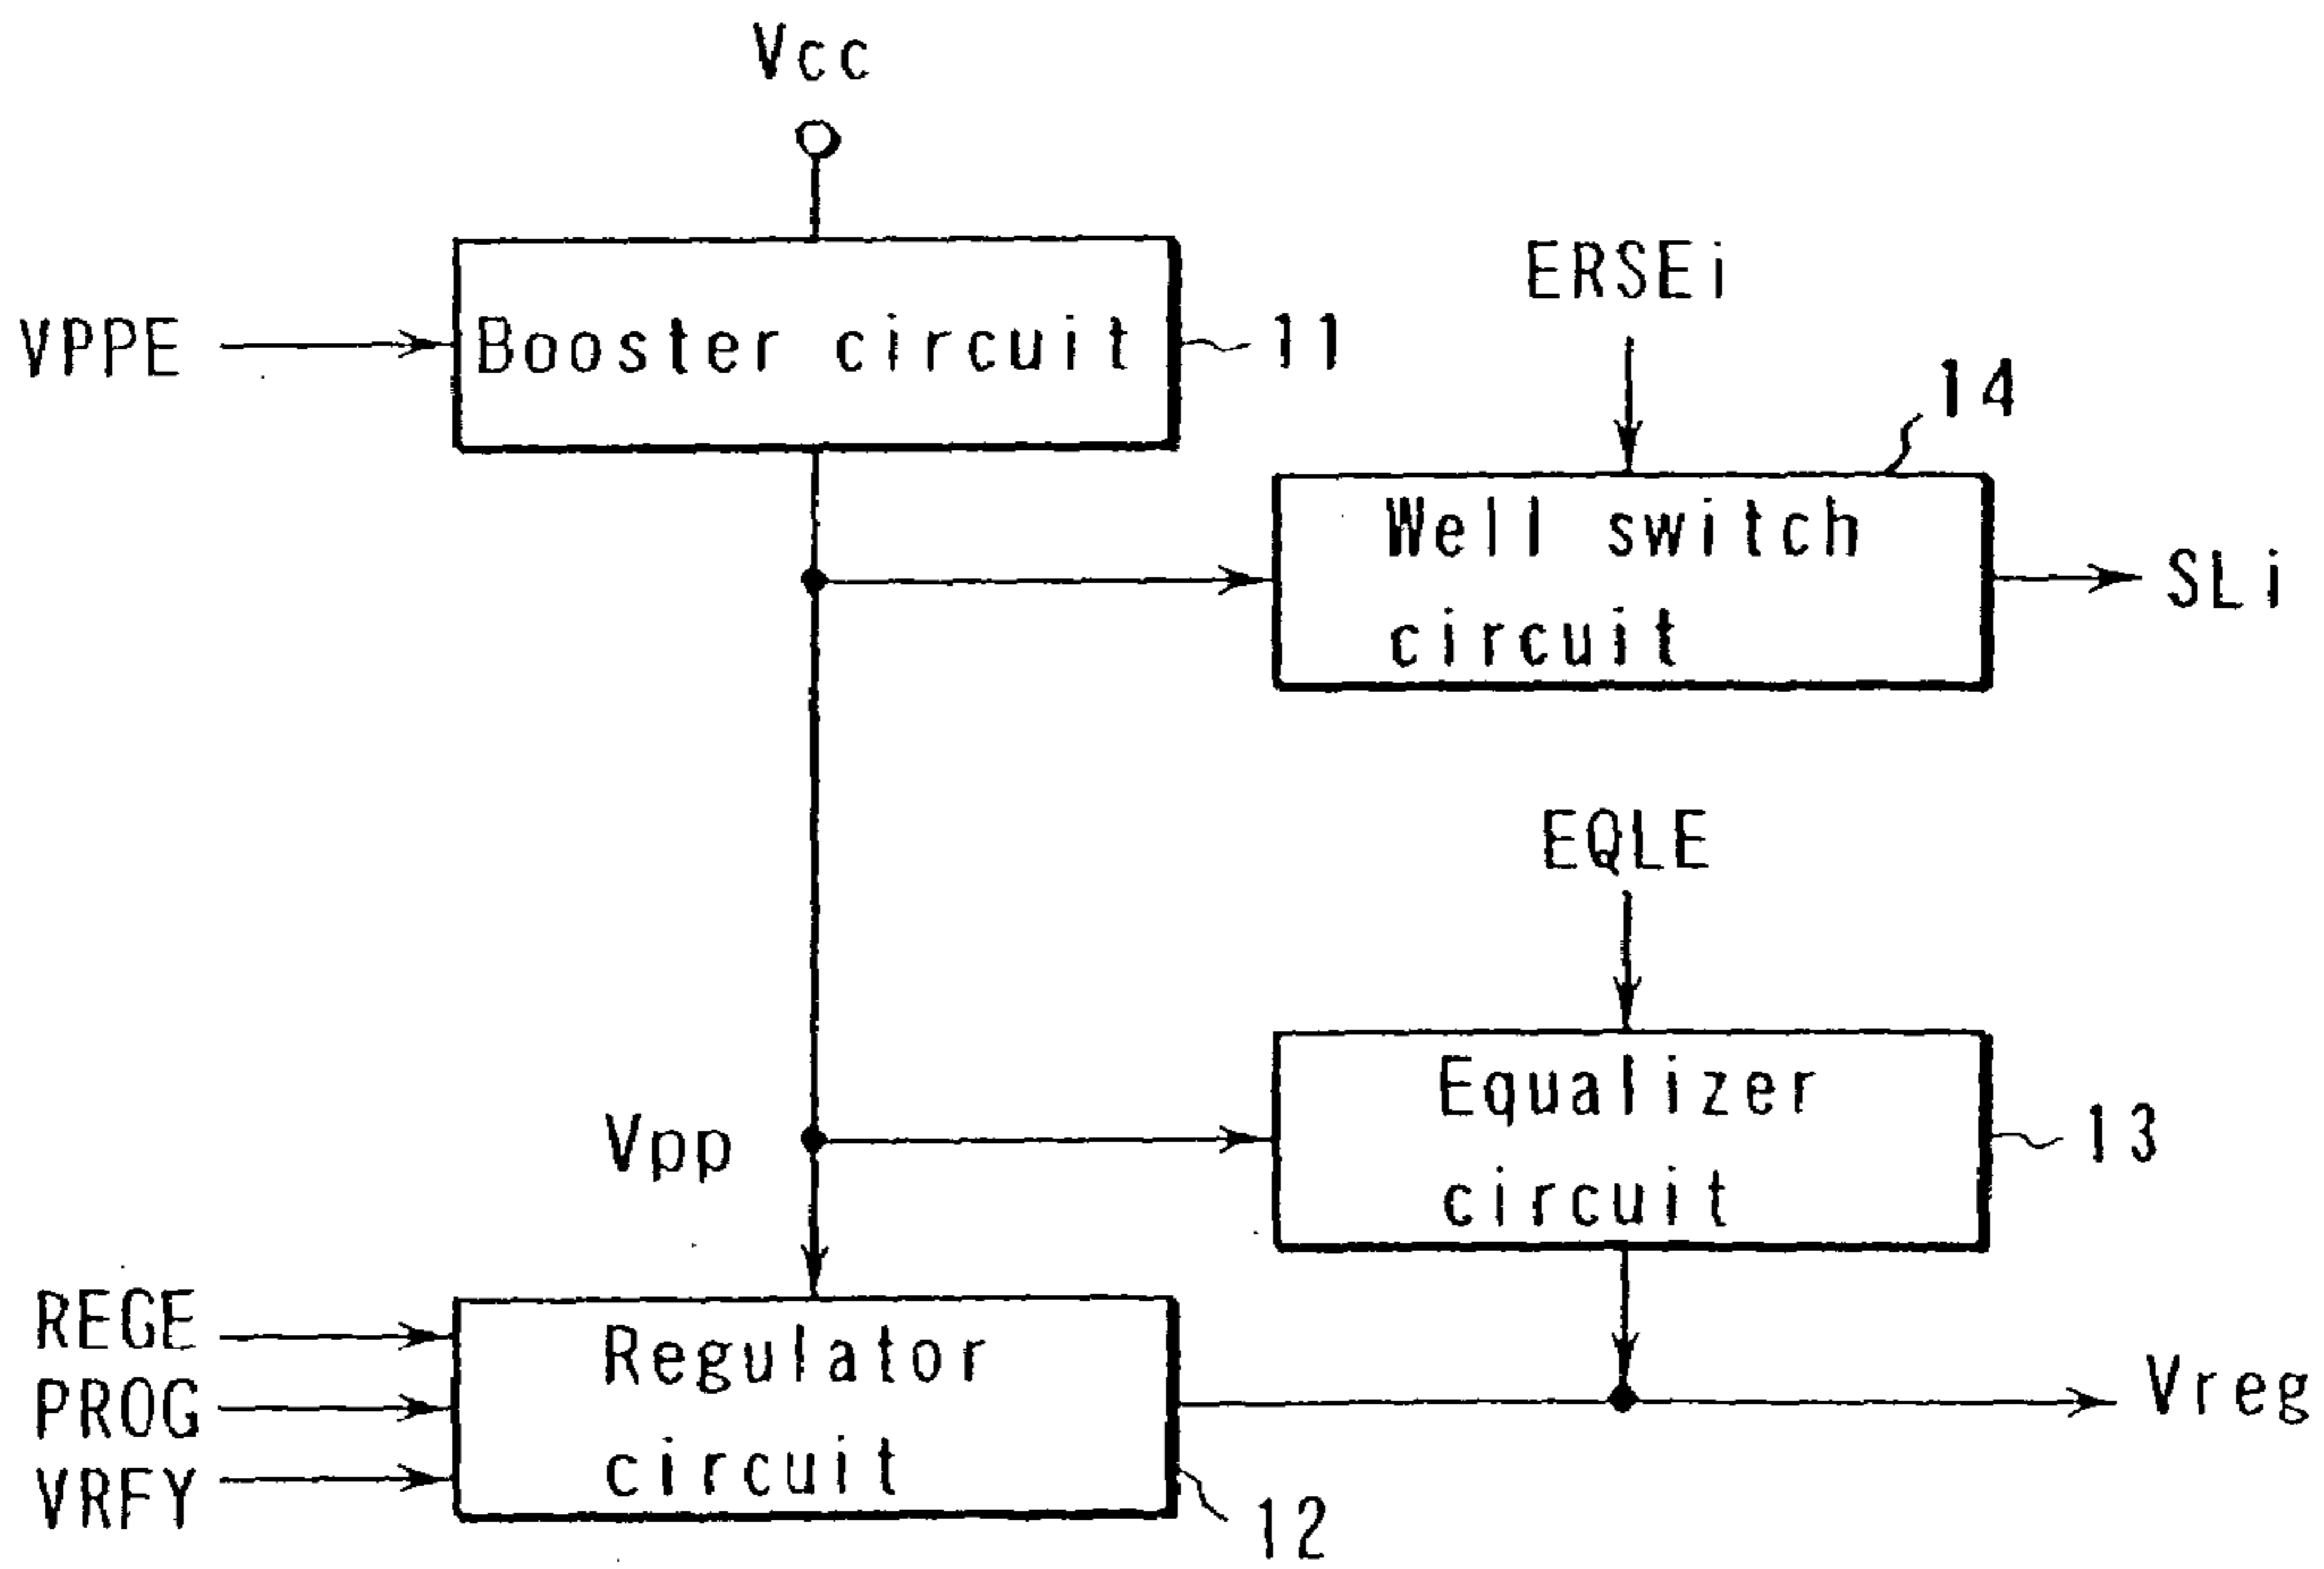 Vcc
VPPE
Booster circuit
11
ERSEi
14
Well switch
circuit
SLi
EQLE
Vpp
Equalizer
circuit
13
REGE
PROG
VRFY
Regulator
circuit
12
Vreg